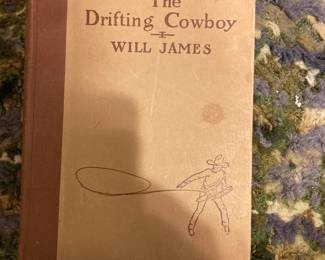 The
Drifting Cowboy
WILL JAMES